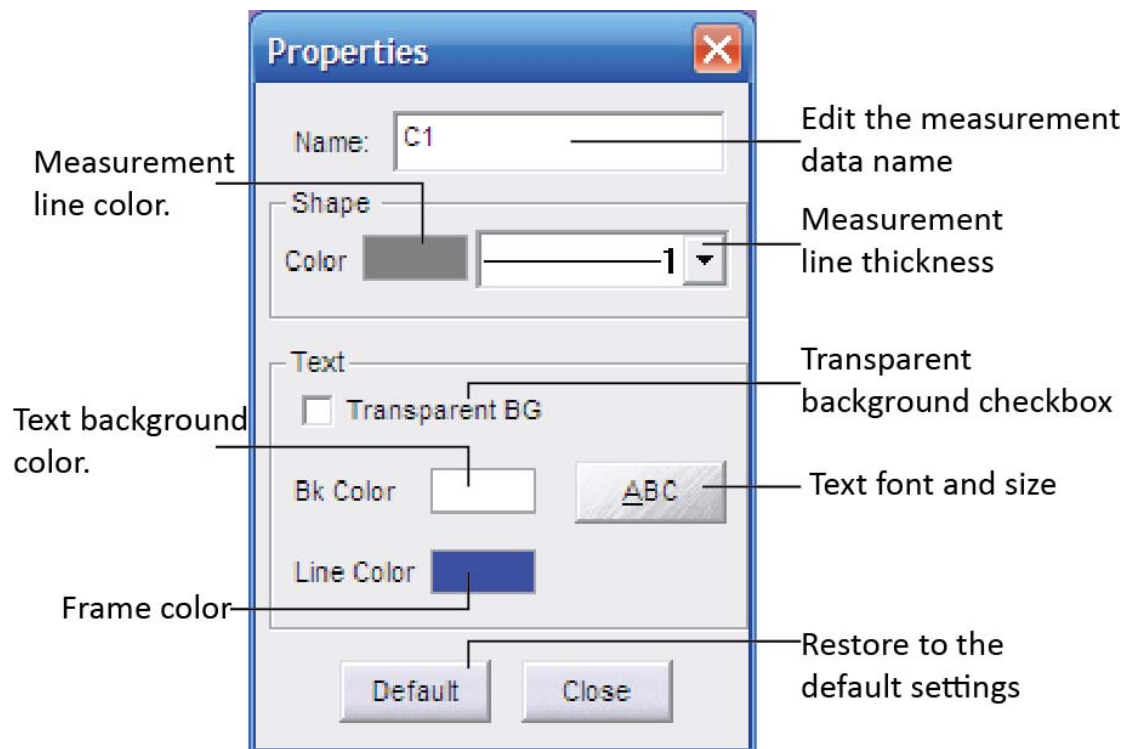 Properties
Name: C1
Edit the measurement
data name
Measurement
line color.
Shape
Color
1
Measurement
line thickness
Text
Transparent BG
Transparent
background checkbox
Text background
color.
Bk Color
ABC
Text font and size
Line Color
Frame color
Default
Close
Restore to the
default settings